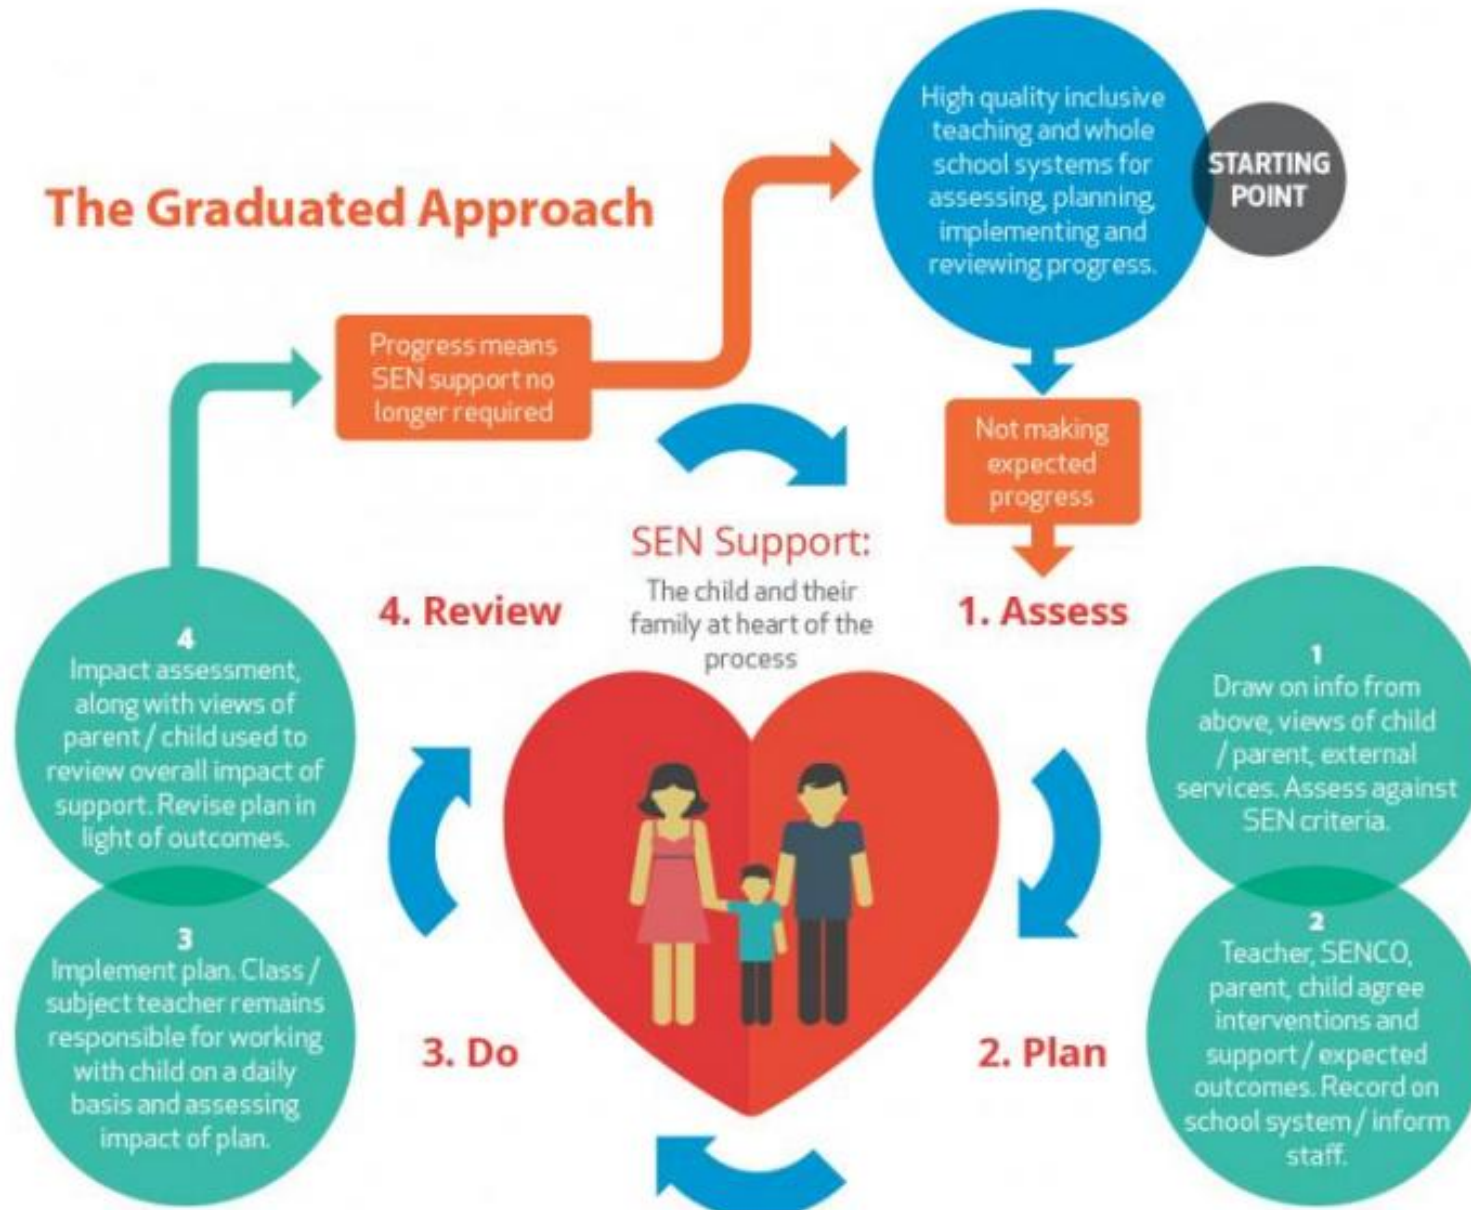 The Graduated Approach
High quality inclusive
teaching and whole
school systems for
assessing, planning,
implementing and
reviewing progress.
STARTING
POINT
Progress means
SEN support no
longer required
Not making
expected
progress
SEN Support:
The child and their
family at heart of the
process
4. Review
1. Assess
4
Impact assessment,
along with views of
parent / child used to
review overall impact of
support. Revise plan in
light of outcomes.
1
Draw on info from
above, views of child
/ parent, external
services. Assess against
SEN criteria.
3
Implement plan. Class /
subject teacher remains
responsible for working
with child on a daily
basis and assessing
impact of plan.
3. Do
2. Plan
2
Teacher, SENCO,
parent, child agree
interventions and
support / expected
outcomes. Record on
school system / inform
staff.